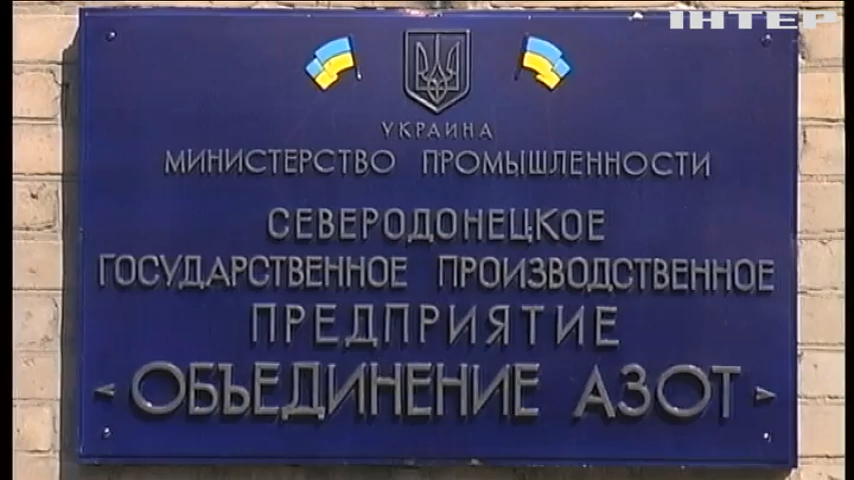 ІНТЕР
УКРАИНА
МИНИСТЕРСТВО ПРОМЫШЛЕННОСТИ
СЕВЕРОДОНЕЦКОЕ
ГОСУДАРСТВЕННОЕ ПРОИЗВОДСТВЕННОЕ
ПРЕДПРИЯТИЕ
<ОБЪЕДИНЕНИЕ АЗОТ>